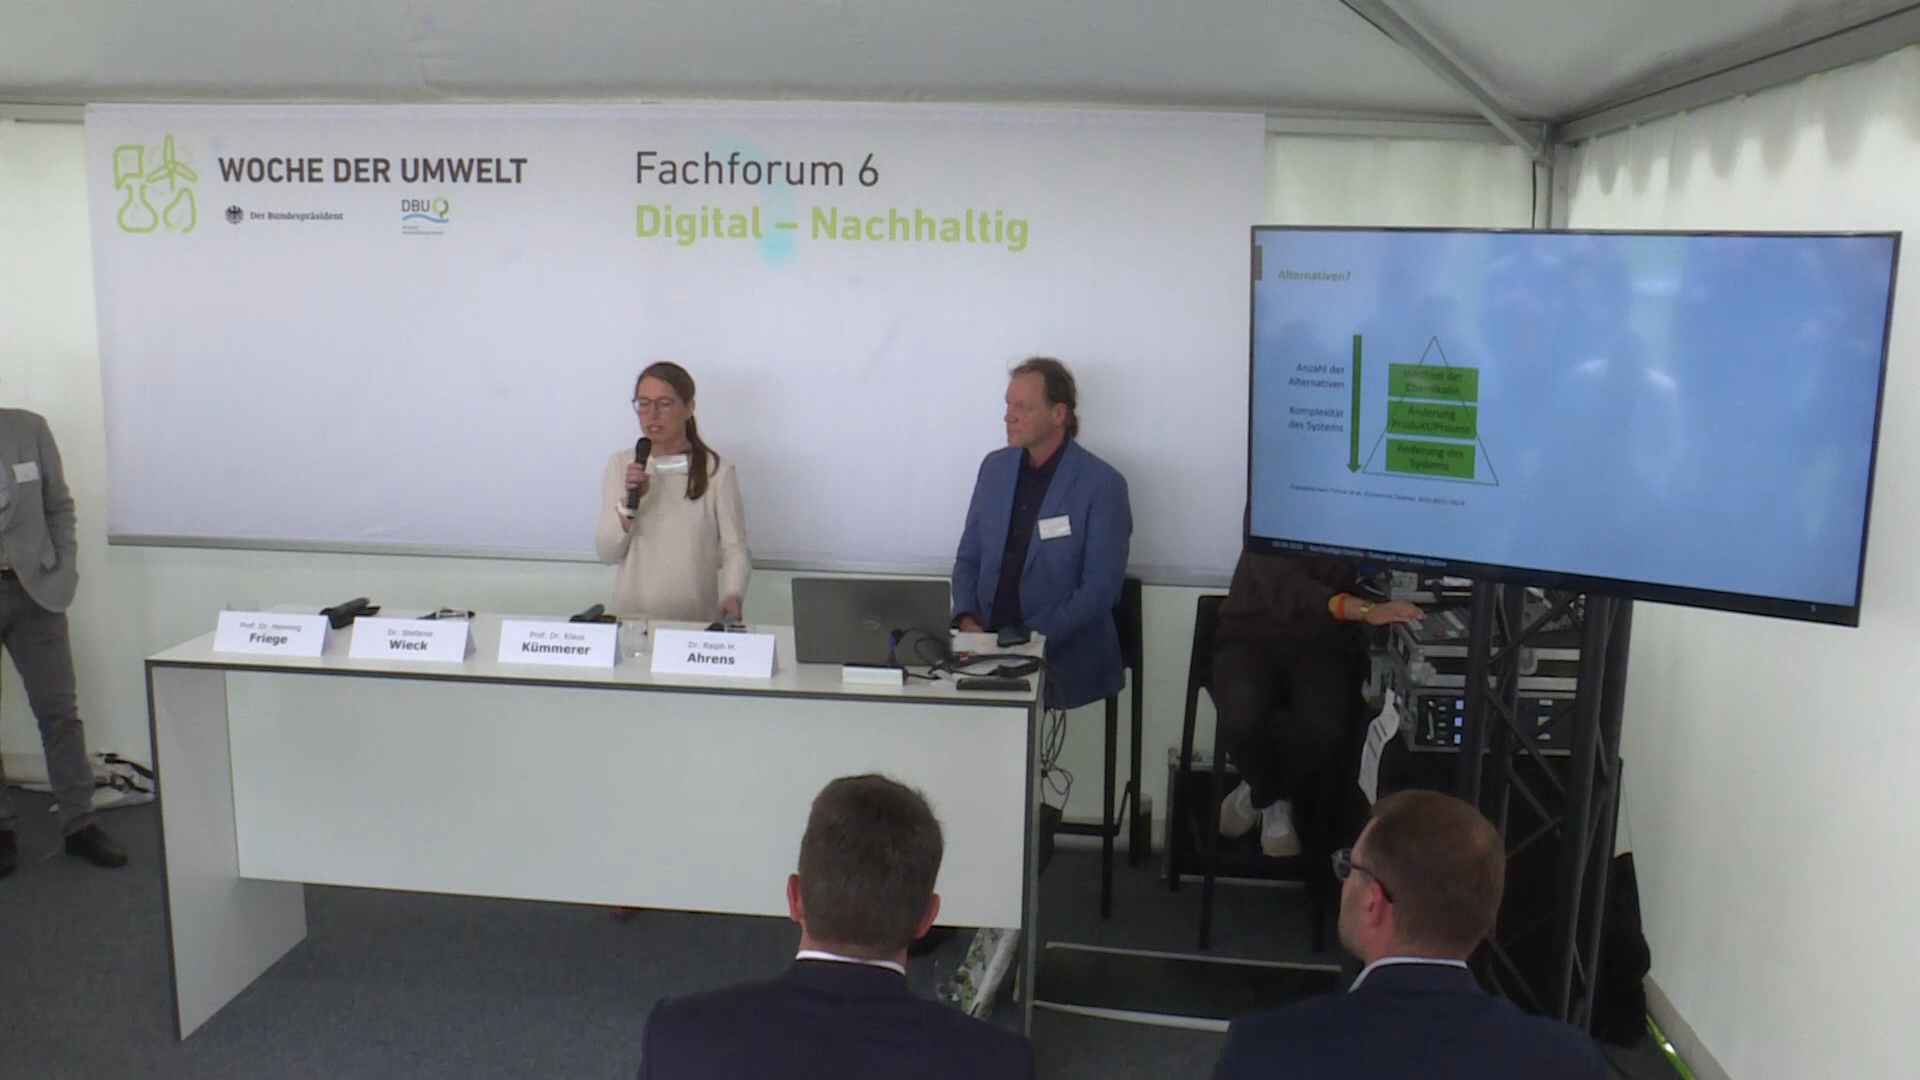 WOCHE DER UMWELT
Der Bundespräsident
DBU
Fachforum 6
Digital – Nachhaltig
Alternativen?
Anzahl der
Alternativen
Komplexität
des Systems
Wechsel der
Chemikalie
Änderung
Produkt/Prozess
Änderung des
Systems
Prof. Dr. Henning
Friege
Dr. Stefanie
Wieck
Prof. Dr. Klaus
Kümmerer
Dr. Ralph H.
Ahrens